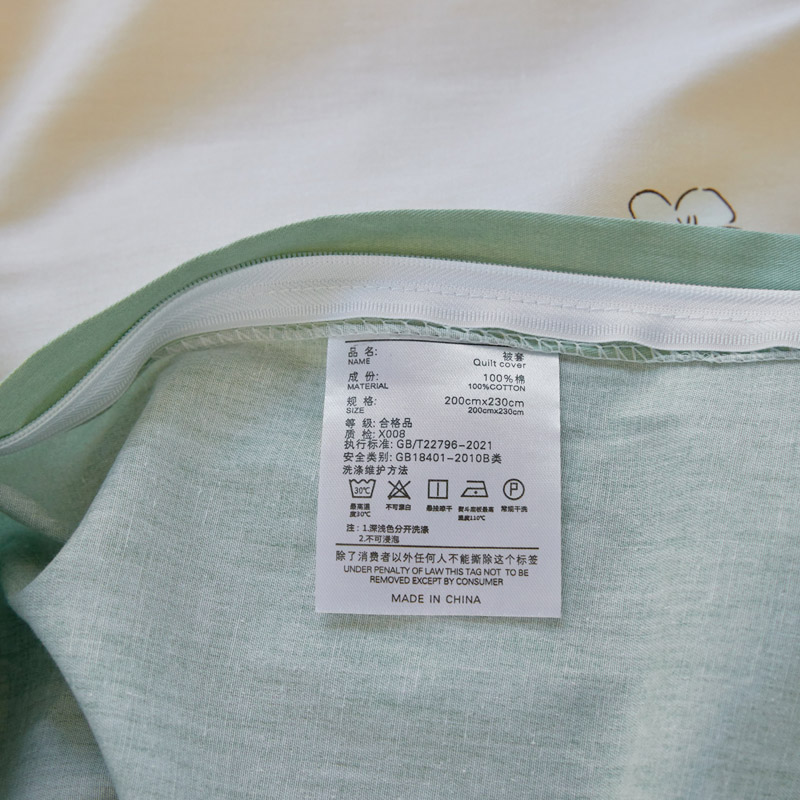 品 名: 被套
NAME Quilt cover
成 份: 100%棉
MATERIAL 100%COTTON
规 格: 200cmx230cm
SIZE 200cmx230cm
等 级: 合格品
质 检: X008
执行标准: GB/T22796-2021
安全类别: GB18401-2010B类
洗涤维护方法
30℃ P
最高温 不可漂白 悬挂晾干 熨斗底板最高 常规干洗
度30℃ 温度110℃
注: 1.深浅色分开洗涤
2.不可浸泡
除了消费者以外任何人不能撕除这个标签
UNDER PENALTY OF LAW THIS TAG NOT TO BE
REMOVED EXCEPT BY CONSUMER
MADE IN CHINA